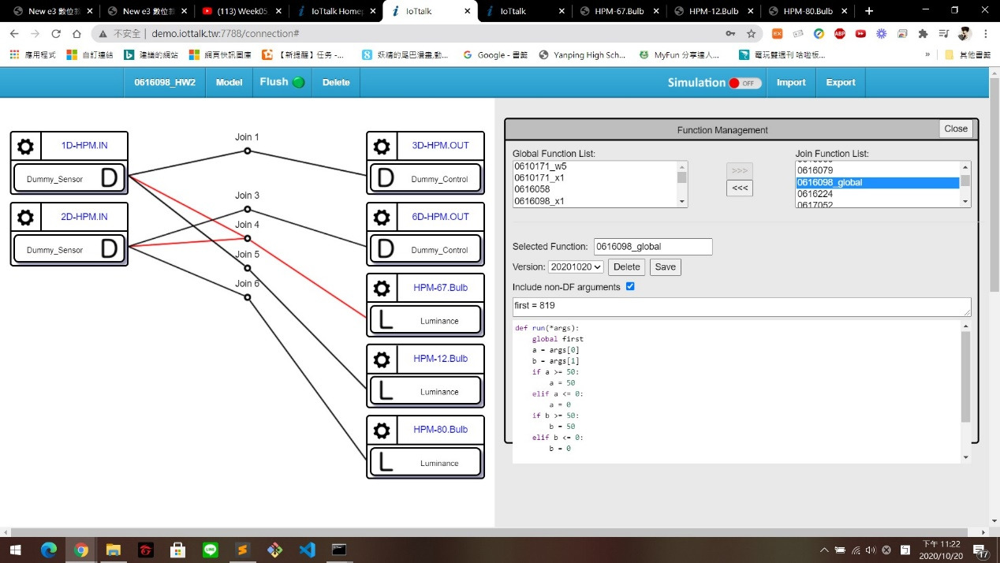 New e3 數位教
New e3 數位教
(113) Week05
IoTtalk Homep
IoTtalk
IoTtalk
HPM-67.Bulb
HPM-12.Bulb
HPM-80.Bulb
不安全 | demo.iottalk.tw:7788/connection#
應用程式
自訂連結
建議的網站
網頁快訊圖庫
【新提醒】任務 -...
妖精的尾巴漫畫,動...
Google - 書籤
Yanping High Sch...
MyFun 分享達人...
電玩雙週刊 哈啦板...
»
其他書籤
0616098_HW2
Model
Flush
Delete
Simulation
OFF
Import
Export
1D-HPM.IN
Dummy_Sensor
D
2D-HPM.IN
Dummy_Sensor
D
Join 1
Join 3
Join 4
Join 5
Join 6
3D-HPM.OUT
D
Dummy_Control
6D-HPM.OUT
D
Dummy_Control
HPM-67.Bulb
L
Luminance
HPM-12.Bulb
L
Luminance
HPM-80.Bulb
L
Luminance
Function Management
Close
Global Function List:
0610171_w5
0610171_x1
0616058
0616098_x1
>>>
<<<
Join Function List:
0616079
0616098_global
0616224
0617052
Selected Function: 0616098_global
Version: 20201020 Delete Save
Include non-DF arguments
first = 819
def run(*args):
global first
a = args[0]
b = args[1]
if a >= 50:
a = 50
elif a <= 0:
a = 0
if b >= 50:
b = 50
elif b <= 0:
b = 0
下午 11:22
2020/10/20
17